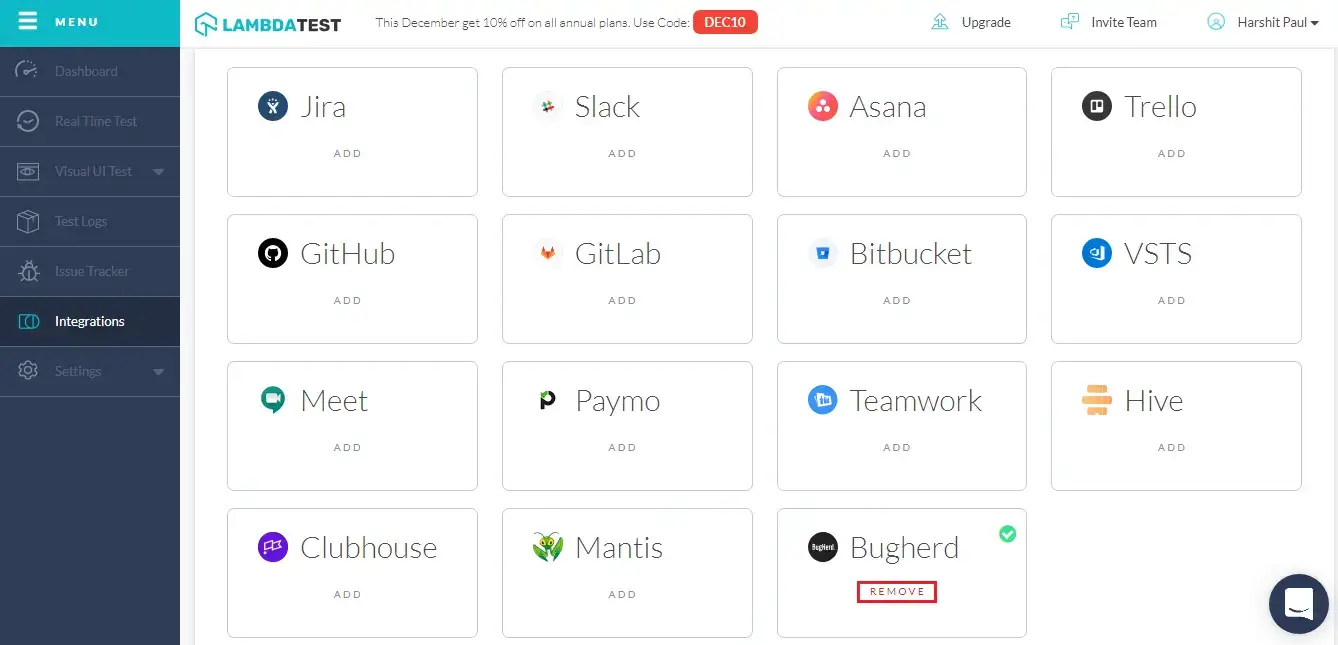 MENU
LAMBDATEST
This December get 10% off on all annual plans. Use Code: DEC10
Upgrade
Invite Team
Harshit Paul
Dashboard
Real Time Test
Visual UI Test
Test Logs
Issue Tracker
Integrations
Settings
Jira
ADD
Slack
ADD
Asana
ADD
Trello
ADD
GitHub
ADD
GitLab
ADD
Bitbucket
ADD
VSTS
ADD
Meet
ADD
Paymo
ADD
Teamwork
ADD
Hive
ADD
Clubhouse
ADD
Mantis
ADD
BugHerd.
Bugherd
REMOVE